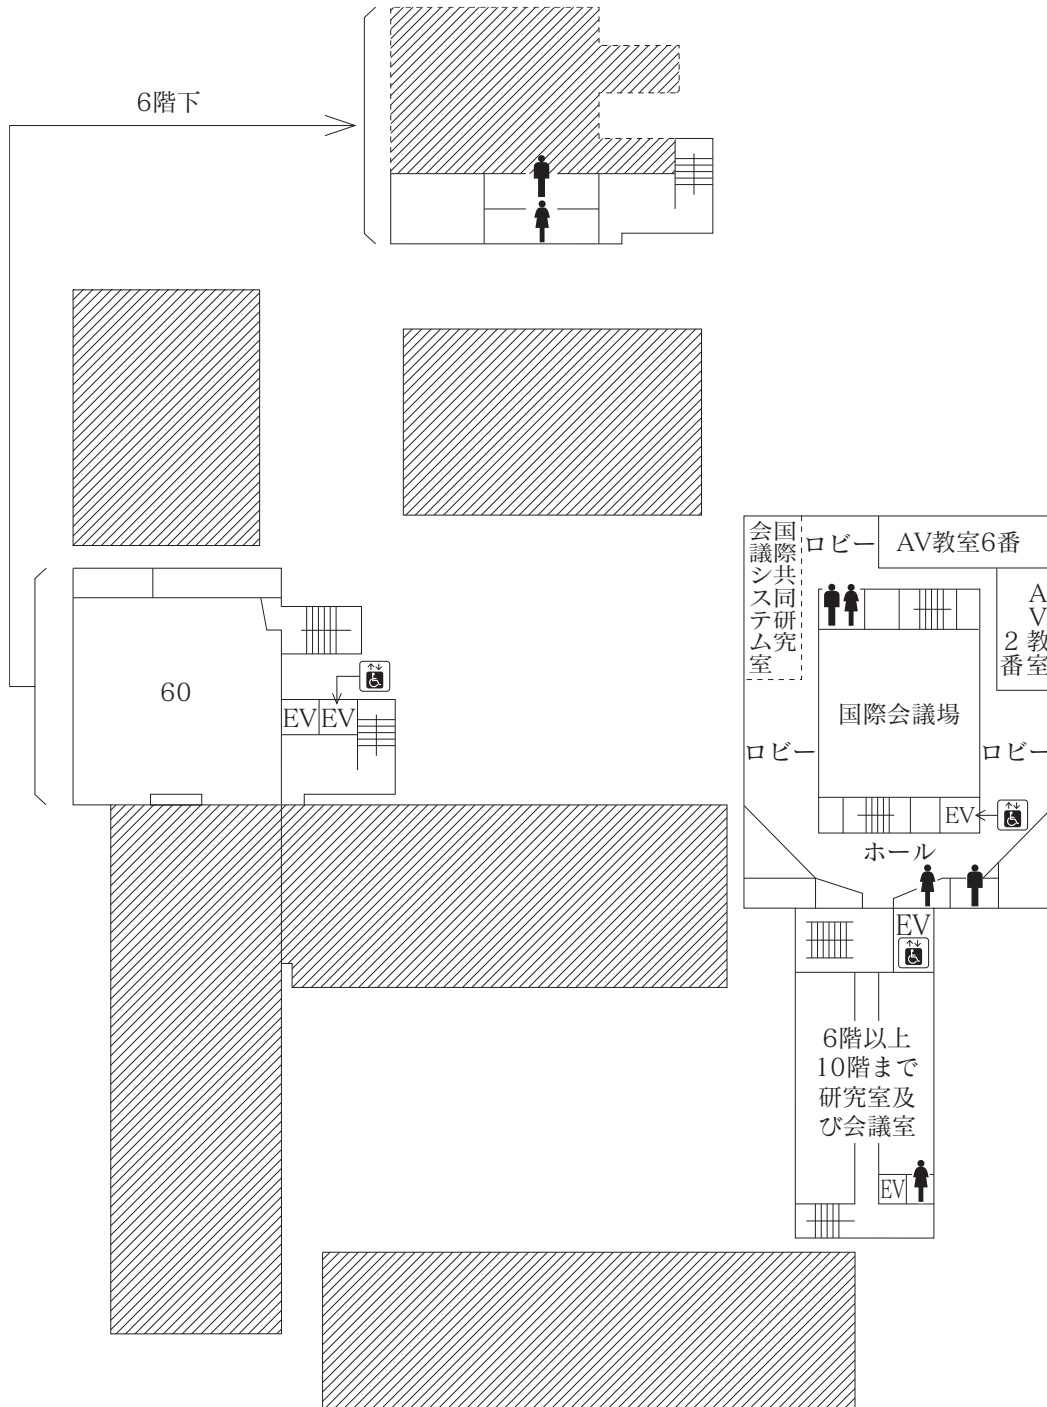 6階下
国際共同研究
会議システム室
ロビー
AV教室6番
AV教室
2番
60
EV
EV
国際会議場
ロビー
ロビー
EV
ホール
EV
6階以上
10階まで
研究室及
び会議室
EV